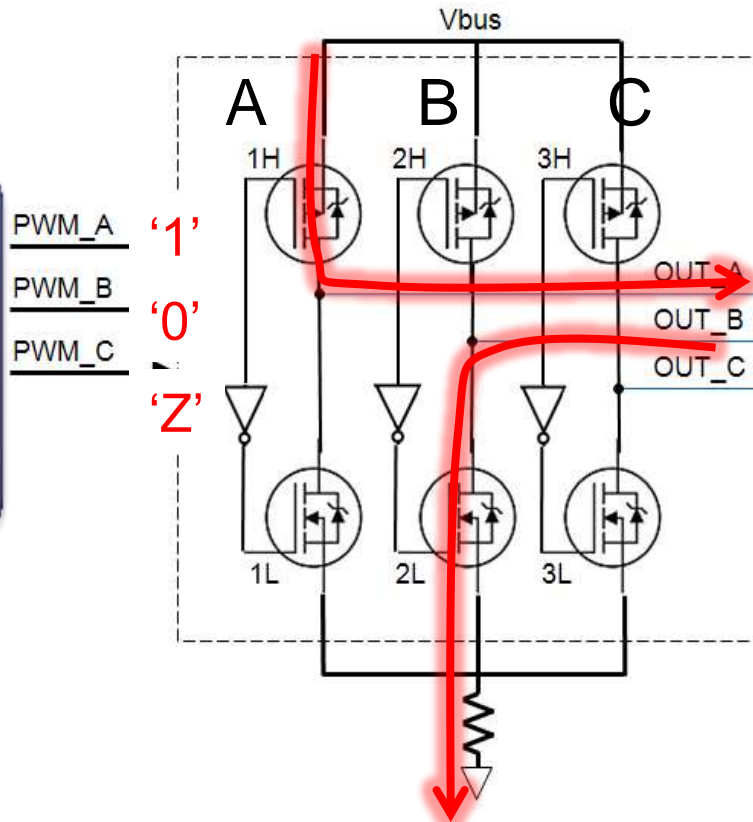 Vbus
A B C
1H 2H 3H
PWM_A '1'
OUT_A
PWM_B '0'
OUT_B
PWM_C
OUT_C
'Z'
1L 2L 3L